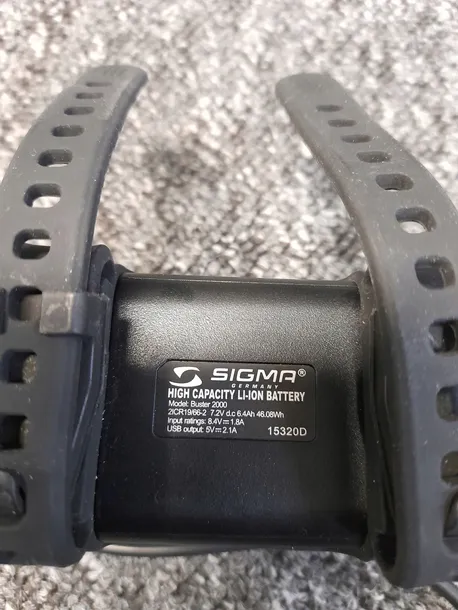 SIGMA®
GERMANY
HIGH CAPACITY LI-ION BATTERY
Model: Buster 2000
2ICR19/66-2 7.2V d.c 6.4Ah 46.08Wh
Input ratings: 8.4V⎓1.8A
USB output: 5V⎓2.1A
15320D